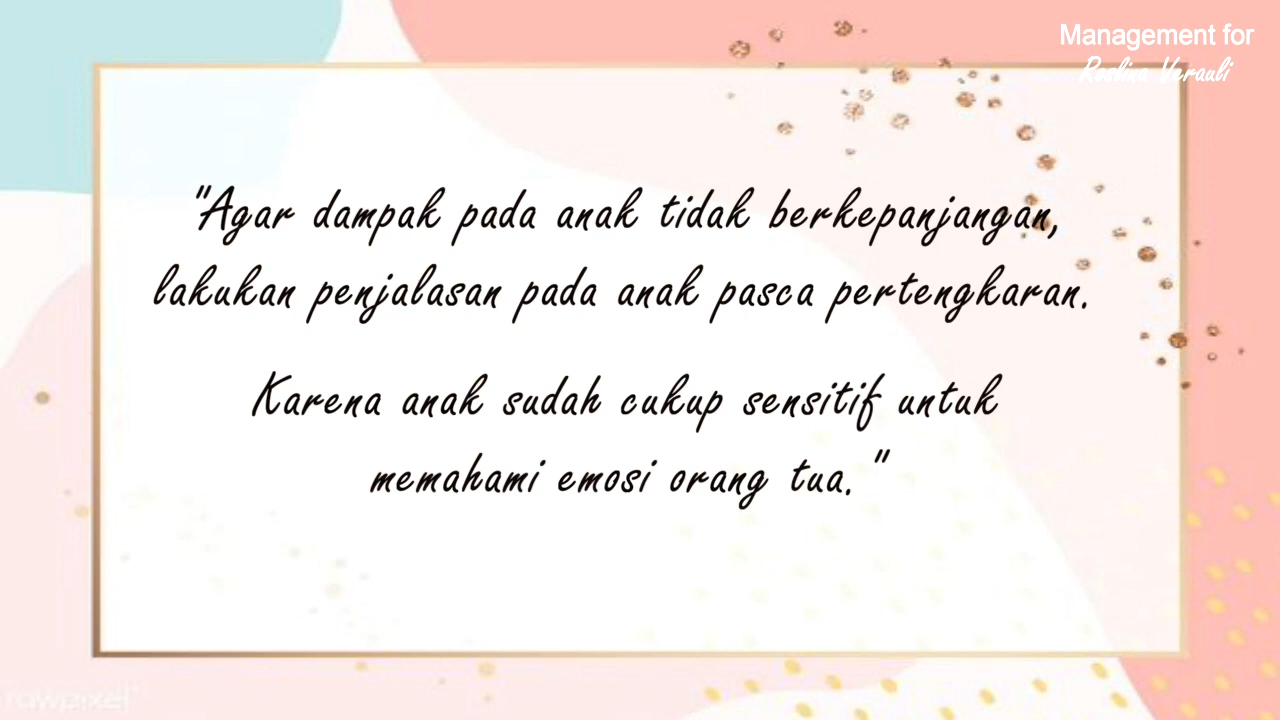 Management for
Roslina Verauli
"Agar dampak pada anak tidak berkepanjangan,
lakukan penjalasan pada anak pasca pertengkaran.
Karena anak sudah cukup sensitif untuk
memahami emosi orang tua."
rawpixel